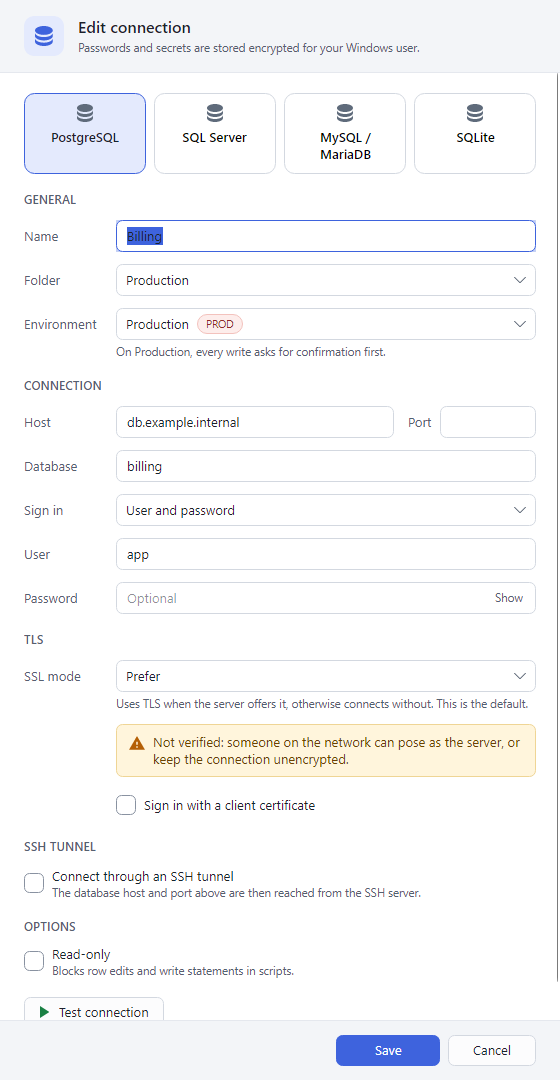 Edit connection
Passwords and secrets are stored encrypted for your Windows user.
PostgreSQL
SQL Server
MySQL /
MariaDB
SQLite
GENERAL
Name
Billing
Folder
Production
Environment
Production PROD
On Production, every write asks for confirmation first.
CONNECTION
Host
db.example.internal
Port
Database
billing
Sign in
User and password
User
app
Password
Optional
Show
TLS
SSL mode
Prefer
Uses TLS when the server offers it, otherwise connects without. This is the default.
Not verified: someone on the network can pose as the server, or
keep the connection unencrypted.
Sign in with a client certificate
SSH TUNNEL
Connect through an SSH tunnel
The database host and port above are then reached from the SSH server.
OPTIONS
Read-only
Blocks row edits and write statements in scripts.
Test connection
Save
Cancel